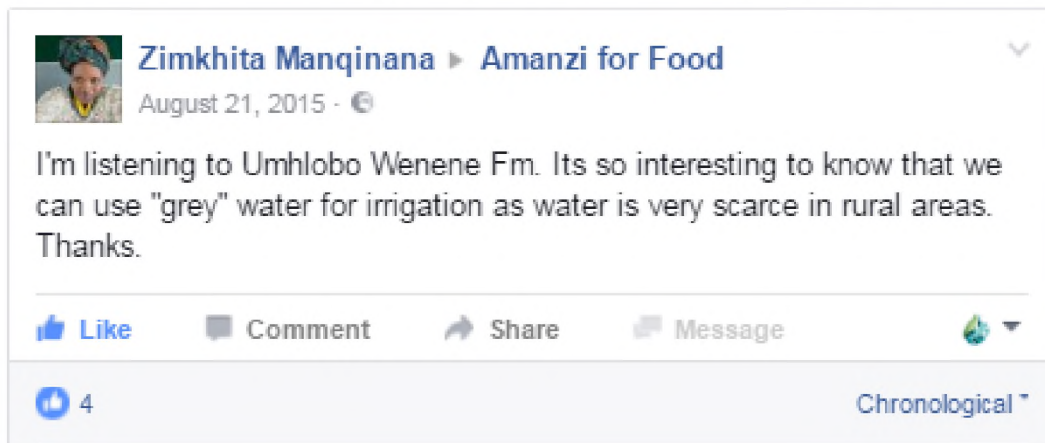 Zimkhita Manqinana ▸ Amanzi for Food
August 21, 2015 ·
I'm listening to Umhlobo Wenene Fm. Its so interesting to know that we
can use "grey" water for irrigation as water is very scarce in rural areas.
Thanks.
Like Comment Share Message
4 Chronological